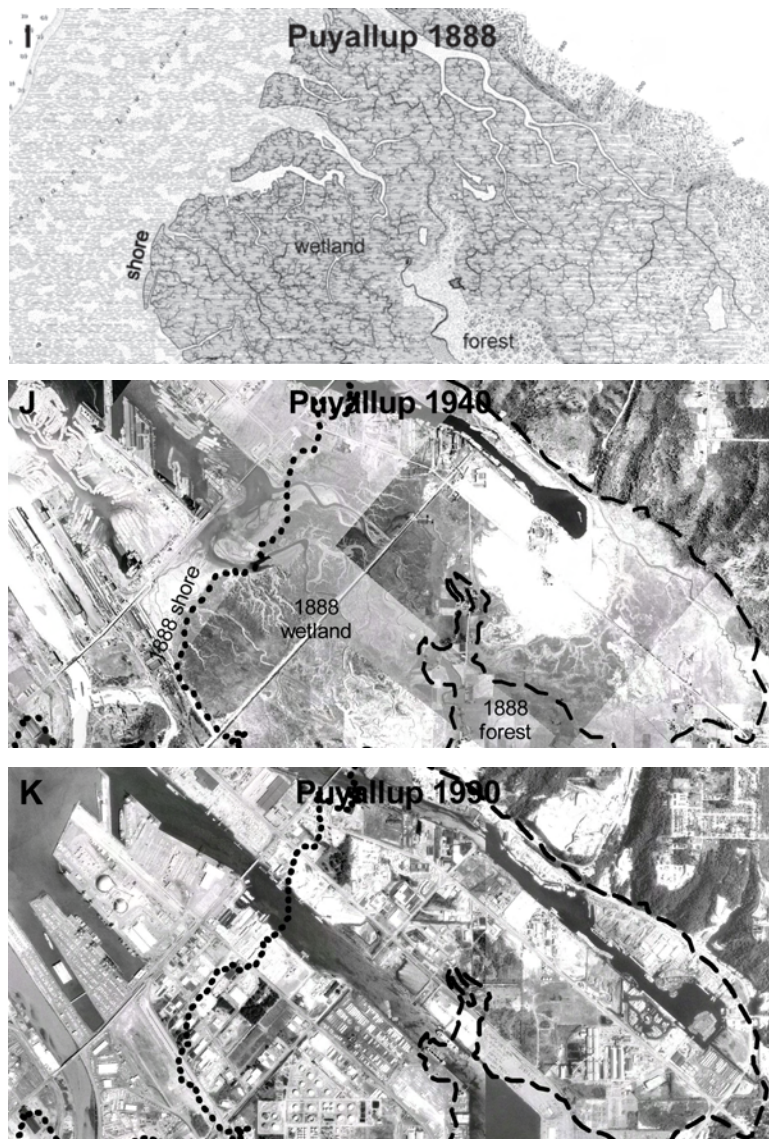 I
Puyallup 1888
shore
wetland
forest
J
Puyallup 1940
1888 shore
1888
wetland
1888
forest
K
Puyallup 1990